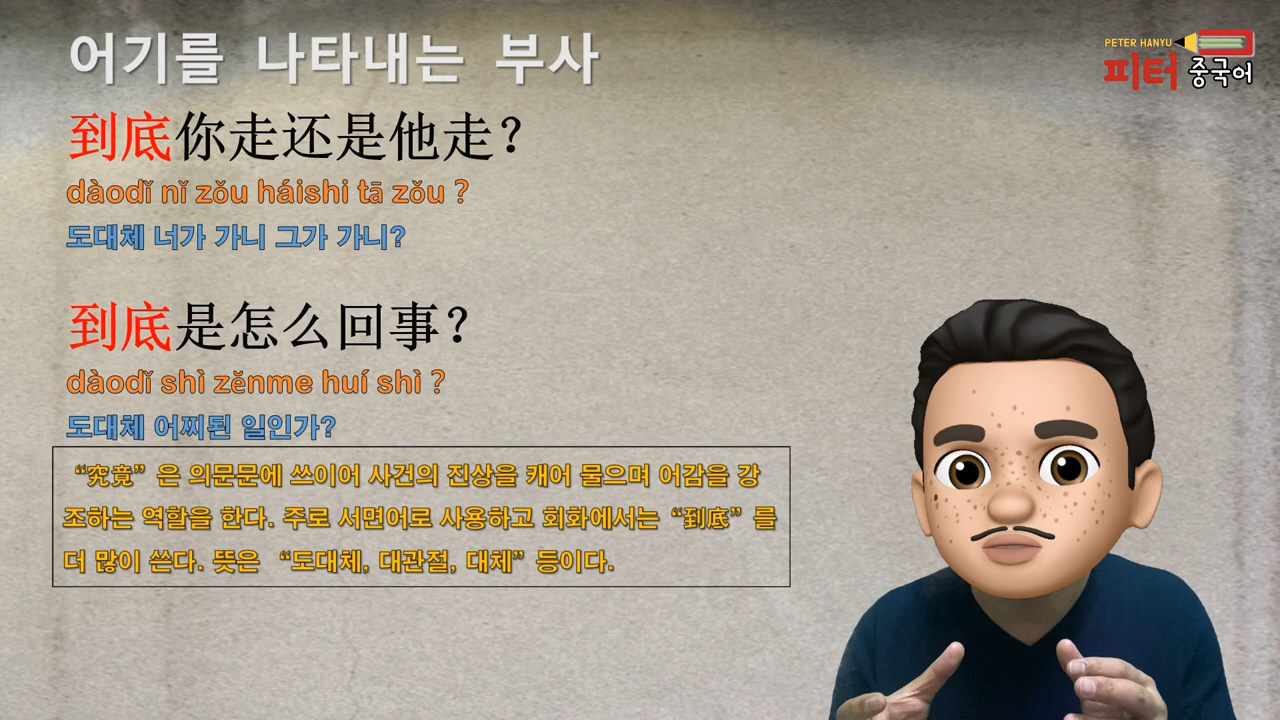 어기를 나타내는 부사
PETER HANYU
피터 중국어
到底你走还是他走？
dàodǐ nǐ zǒu háishi tā zǒu ?
도대체 너가 가니 그가 가니?
到底是怎么回事？
dàodǐ shì zěnme huí shì ?
도대체 어찌된 일인가?
“究竟” 은 의문문에 쓰이어 사건의 진상을 캐어 물으며 어감을 강
조하는 역할을 한다. 주로 서면어로 사용하고 회화에서는 “到底” 를
더 많이 쓴다. 뜻은 “도대체, 대관절, 대체” 등이다.